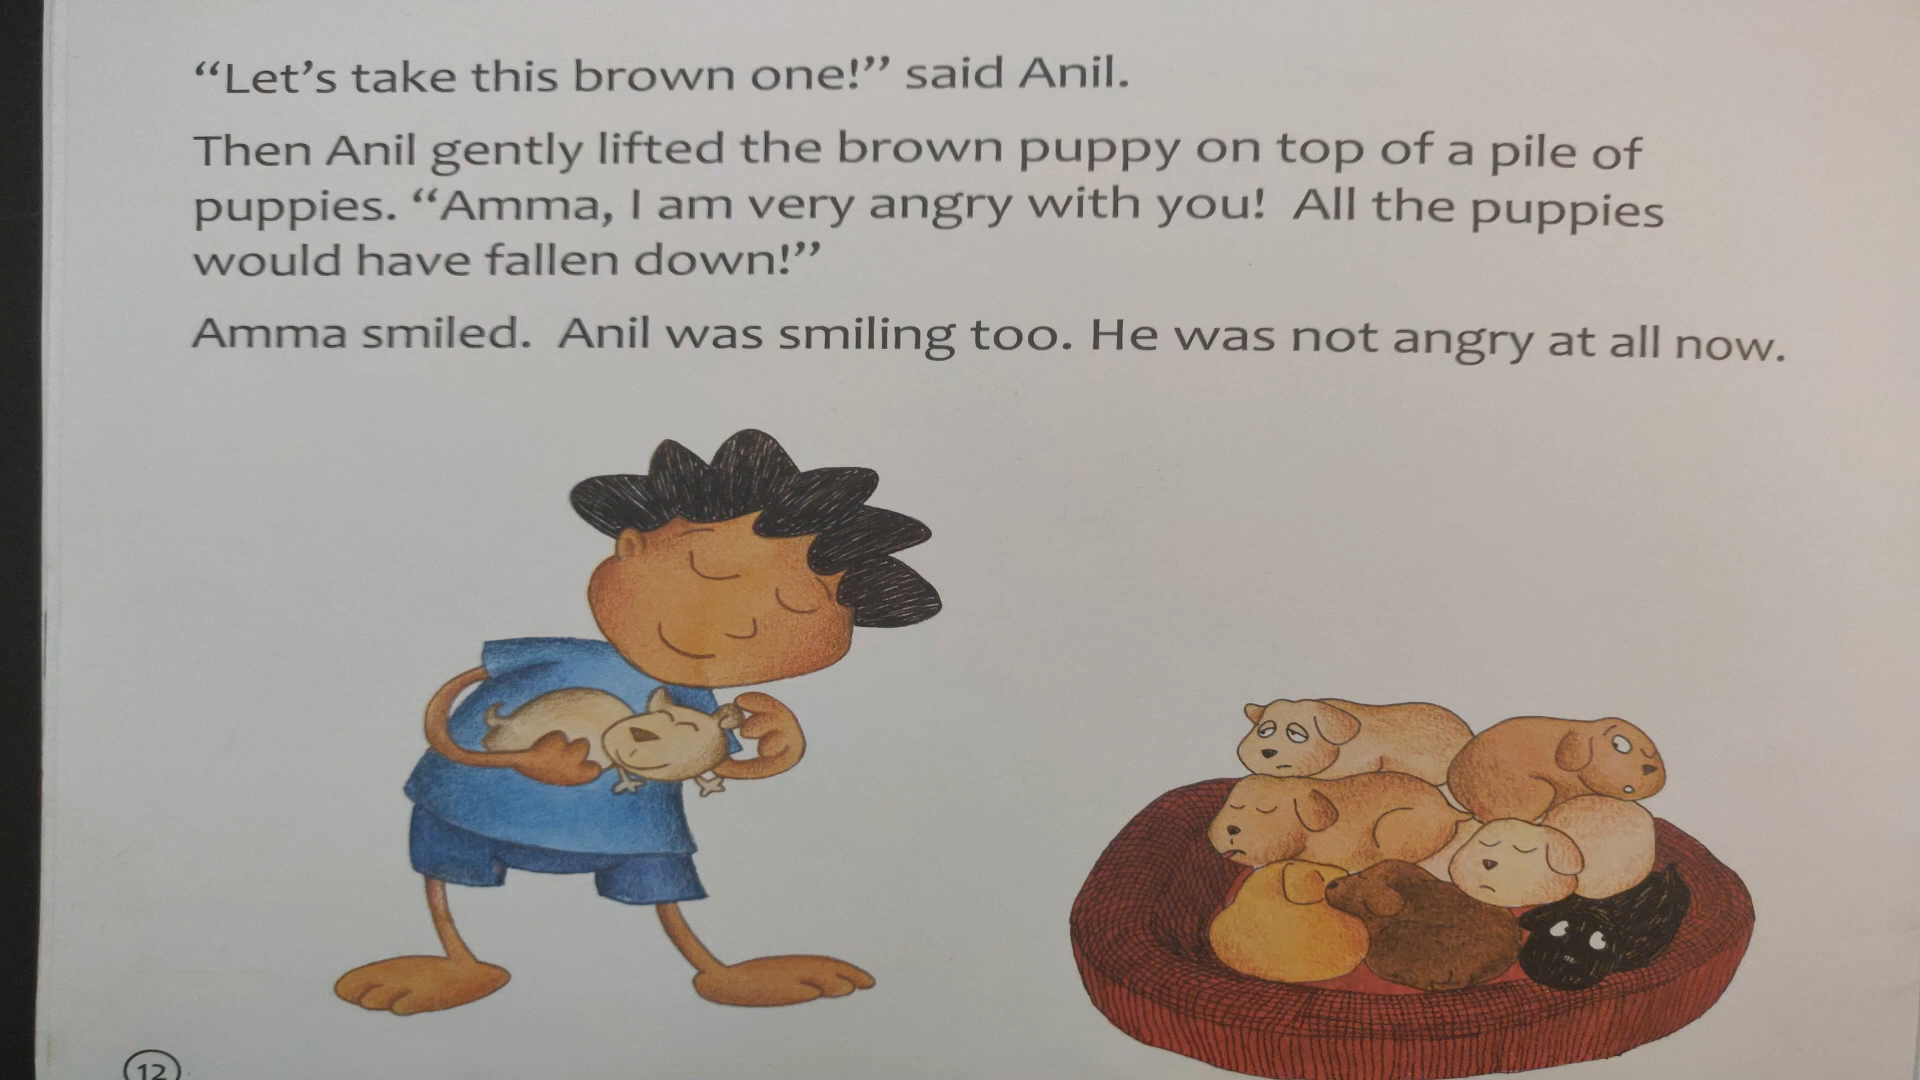 “Let’s take this brown one!” said Anil.
Then Anil gently lifted the brown puppy on top of a pile of
puppies. “Amma, I am very angry with you!  All the puppies
would have fallen down!”
Amma smiled.  Anil was smiling too. He was not angry at all now.
12